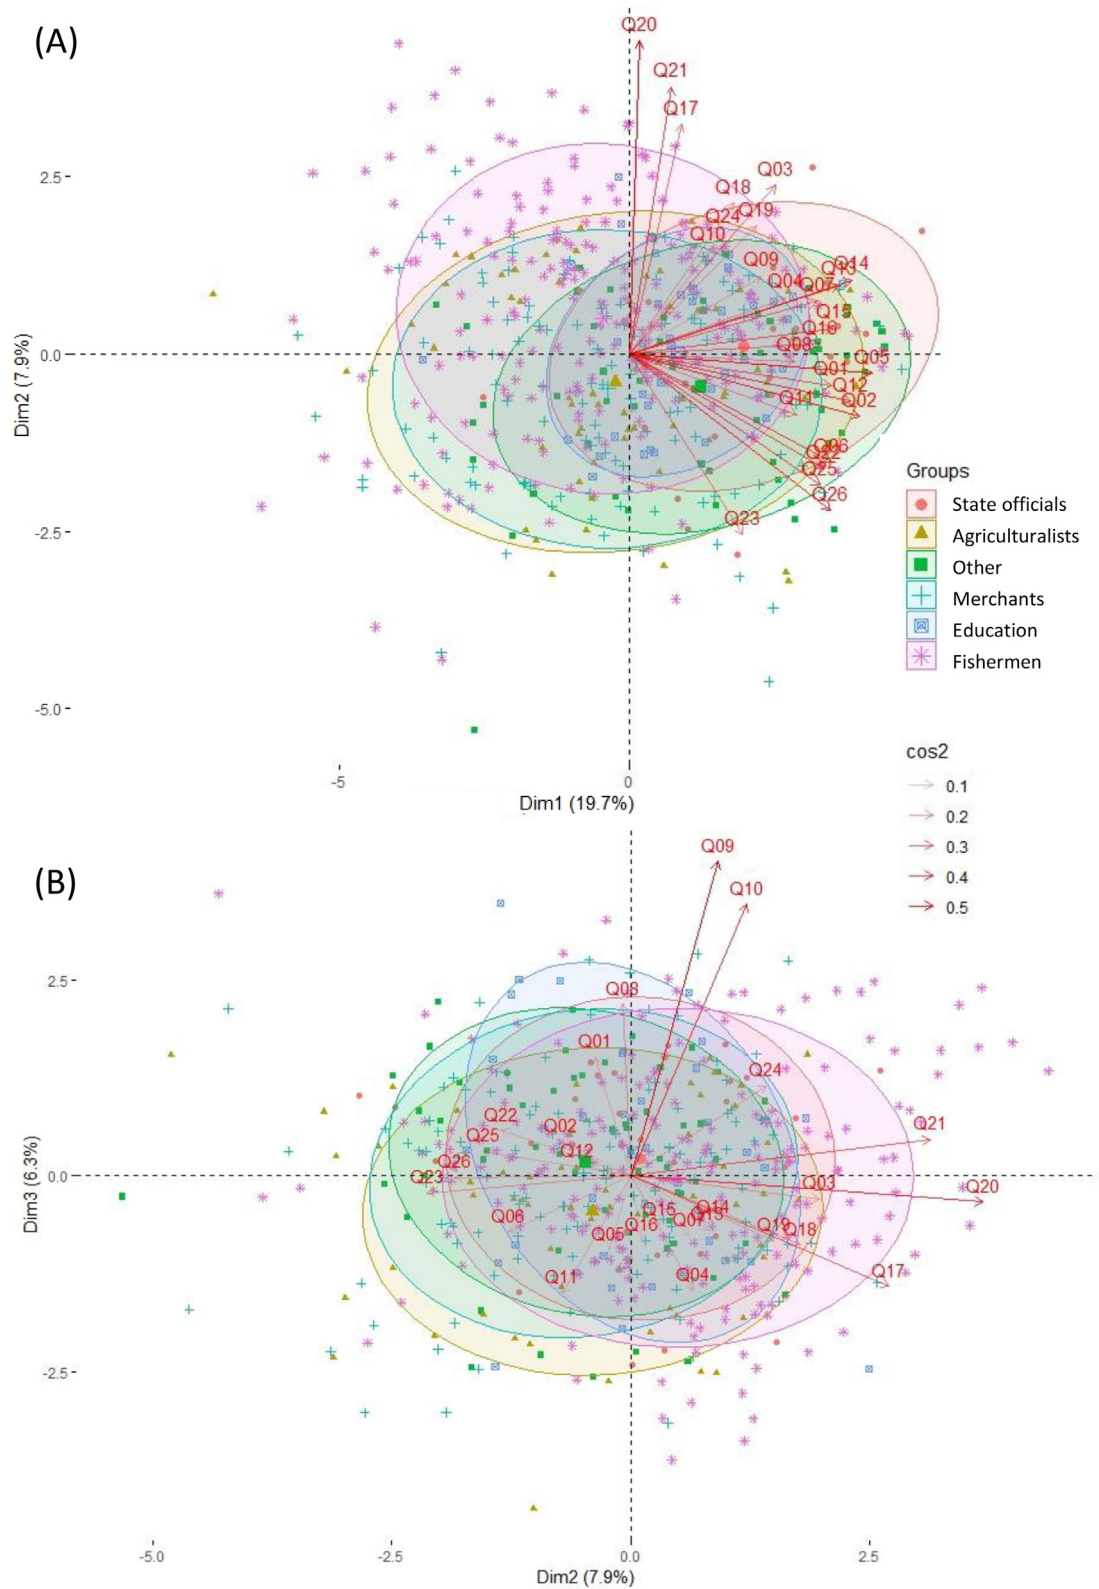 (A)
Q20
Q21
Q17
Q03
Q18
Q24
Q19
Q10
Q09
Q13
Q14
Q04
Q07
Q15
Q16
Q08
Q05
Q01
Q12
Q11
Q02
Q06
Q22
Q25
Q26
Q23
2.5
0.0
-2.5
-5.0
Dim2 (7.9%)
-5
0
Dim1 (19.7%)
Groups
State officials
Agriculturalists
Other
Merchants
Education
Fishermen
cos2
0.1
0.2
0.3
0.4
0.5
(B)
Q09
Q10
Q08
Q01
Q24
Q22
Q02
Q21
Q25
Q12
Q26
Q23
Q03
Q20
Q06
Q15
Q14
Q07
Q13
Q16
Q05
Q19
Q18
Q11
Q04
Q17
2.5
0.0
-2.5
Dim3 (6.3%)
-5.0
-2.5
0.0
2.5
Dim2 (7.9%)